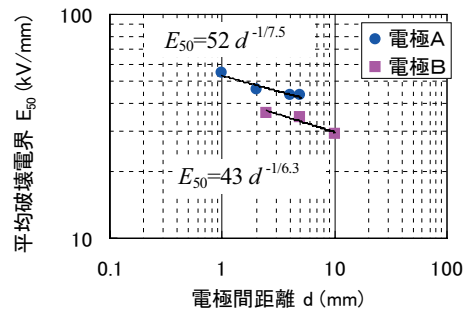 100
E₅₀=52 d^{-1/7.5}
電極A
電極B
E₅₀=43 d^{-1/6.3}
10
0.1 1 10 100
電極間距離 d (mm)
平均破壊電界 E₅₀ (kV/mm)